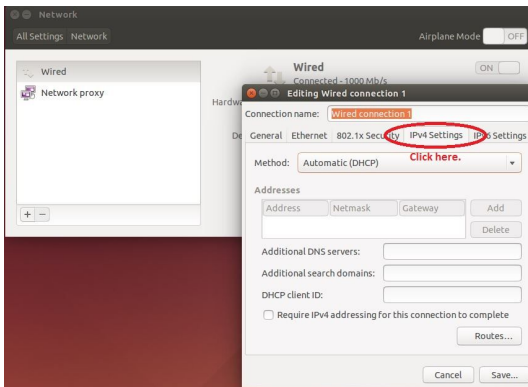 Network
All Settings Network
Airplane Mode OFF
Wired
Network proxy
Wired
Connected - 1000 Mb/s
ON
Editing Wired connection 1
Connection name: Wired connection 1
General Ethernet 802.1x Security IPv4 Settings IPv6 Settings
Click here.
Method: Automatic (DHCP)
Addresses
Address Netmask Gateway Add
Delete
Additional DNS servers:
Additional search domains:
DHCP client ID:
Require IPv4 addressing for this connection to complete
Routes...
Cancel Save...